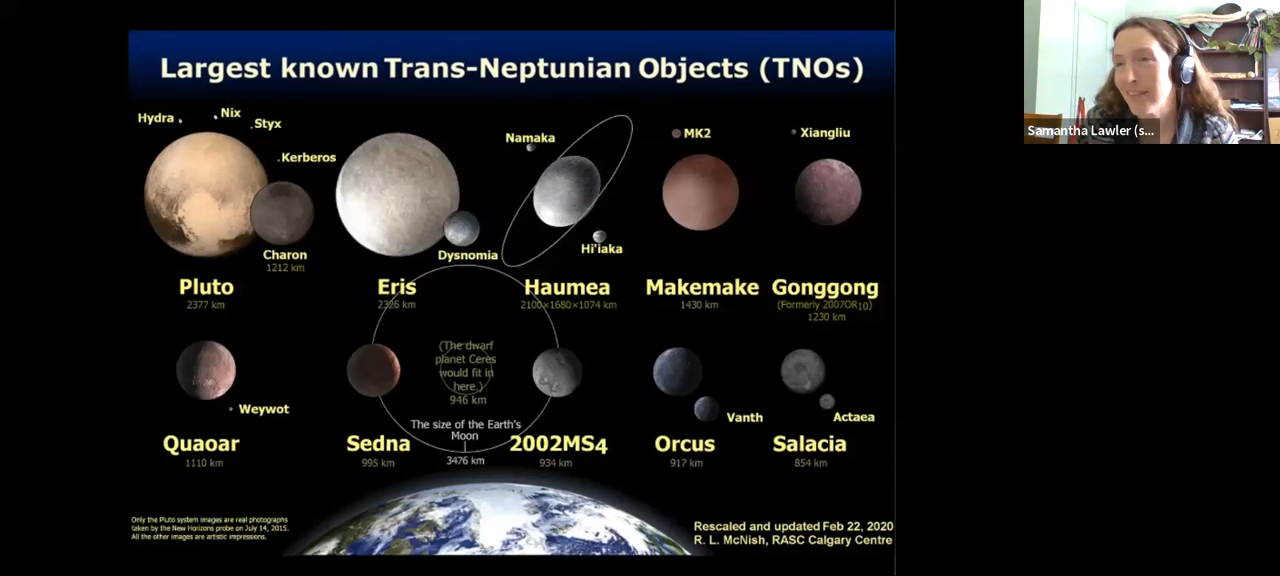 Largest known Trans-Neptunian Objects (TNOs)
Hydra
Nix
Styx
Kerberos
Charon
1212 km
Pluto
2377 km
Dysnomia
Eris
2326 km
Namaka
Hi'iaka
Haumea
2100×1680×1074 km
MK2
Makemake
1430 km
Xiangliu
Gonggong
(Formerly 2007OR10)
1230 km
Weywot
Quaoar
1110 km
Sedna
995 km
(The dwarf
planet Ceres
would fit in
here.)
946 km
The size of the Earth's
Moon
3476 km
2002MS4
934 km
Vanth
Orcus
917 km
Actaea
Salacia
854 km
Only the Pluto system images are real photographs
taken by the New Horizons probe on July 14, 2015.
All the other images are artistic impressions.
Rescaled and updated Feb 22, 2020
R. L. McNish, RASC Calgary Centre
Samantha Lawler (s...